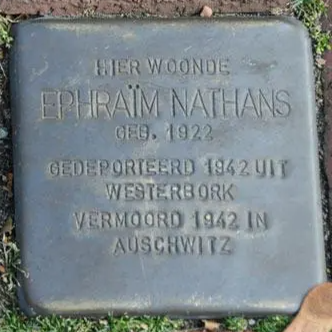 HIER WOONDE
EPHRAÏM NATHANS
GEB. 1922
GEDEPORTEERD 1942 UIT
WESTERBORK
VERMOORD 1942 IN
AUSCHWITZ